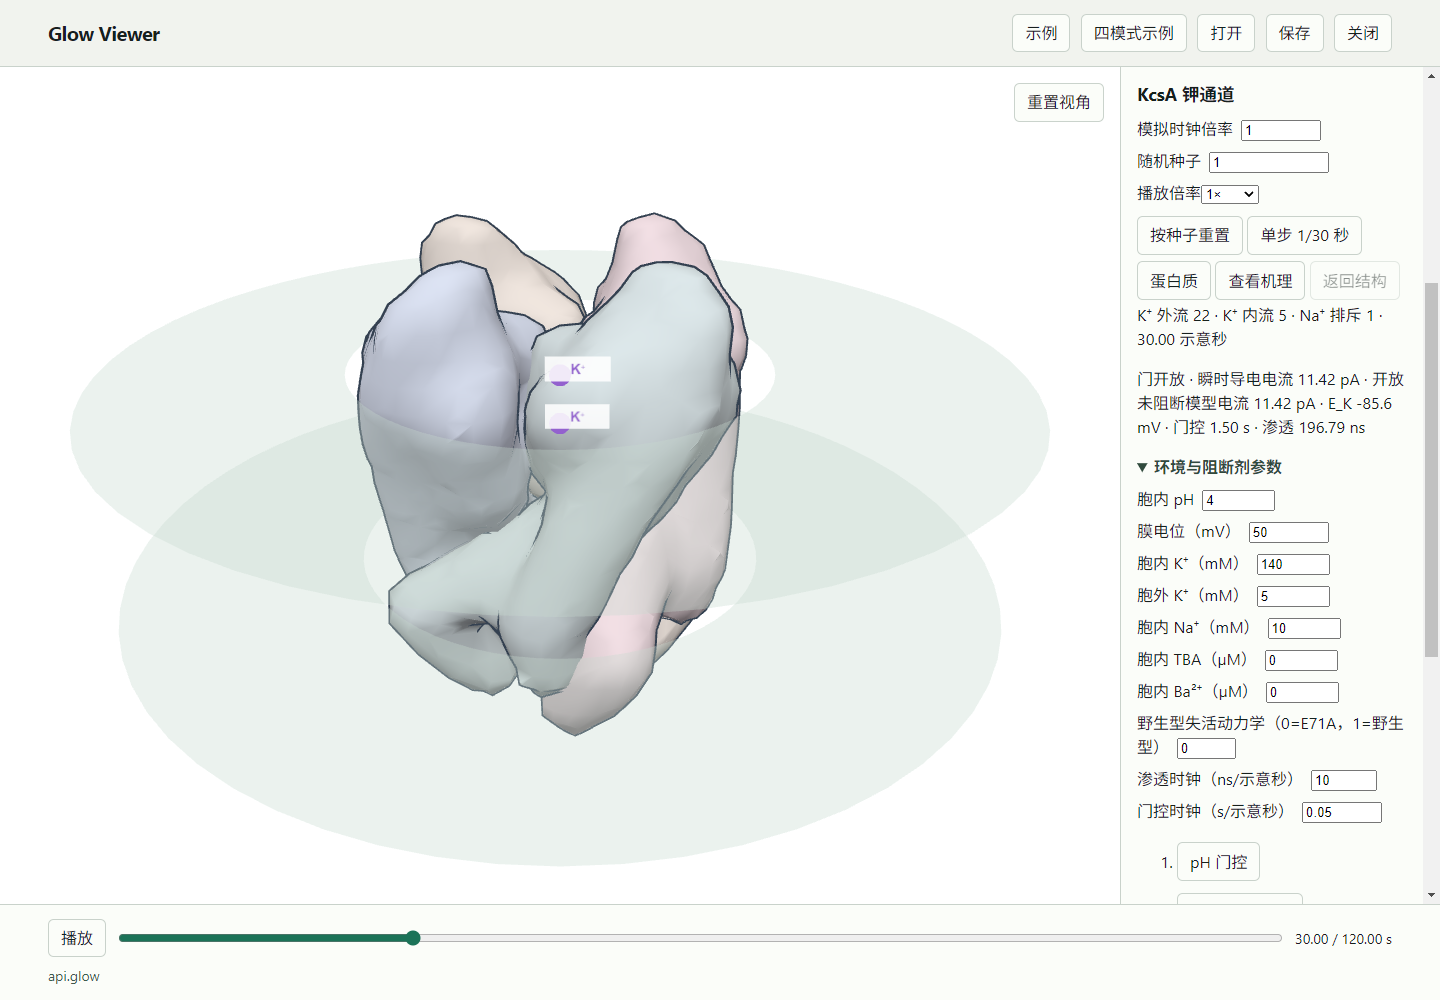 Glow Viewer
示例
四模式示例
打开
保存
关闭
重置视角
K⁺
K⁺
KcsA 钾通道
模拟时钟倍率 1
随机种子 1
播放倍率 1×
按种子重置
单步 1/30 秒
蛋白质
查看机理
返回结构
K⁺ 外流 22 · K⁺ 内流 5 · Na⁺ 排斥 1 ·
30.00 示意秒
门开放 · 瞬时导电电流 11.42 pA · 开放
未阻断模型电流 11.42 pA · E_K -85.6
mV · 门控 1.50 s · 渗透 196.79 ns
▼ 环境与阻断剂参数
胞内 pH 4
膜电位（mV） 50
胞内 K⁺（mM） 140
胞外 K⁺（mM） 5
胞内 Na⁺（mM） 10
胞内 TBA（μM） 0
胞内 Ba²⁺（μM） 0
野生型失活动力学（0=E71A，1=野生
型） 0
渗透时钟（ns/示意秒） 10
门控时钟（s/示意秒） 0.05
1. pH 门控
播放
30.00 / 120.00 s
api.glow